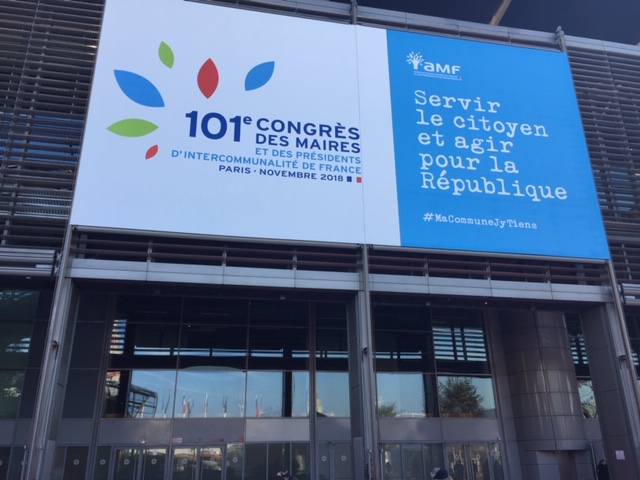 101e CONGRÈS
DES MAIRES
ET DES PRÉSIDENTS
D'INTERCOMMUNALITÉ DE FRANCE
PARIS • NOVEMBRE 2018
aMF
Servir
le citoyen
et agir
pour la
République
#MaCommuneJyTiens